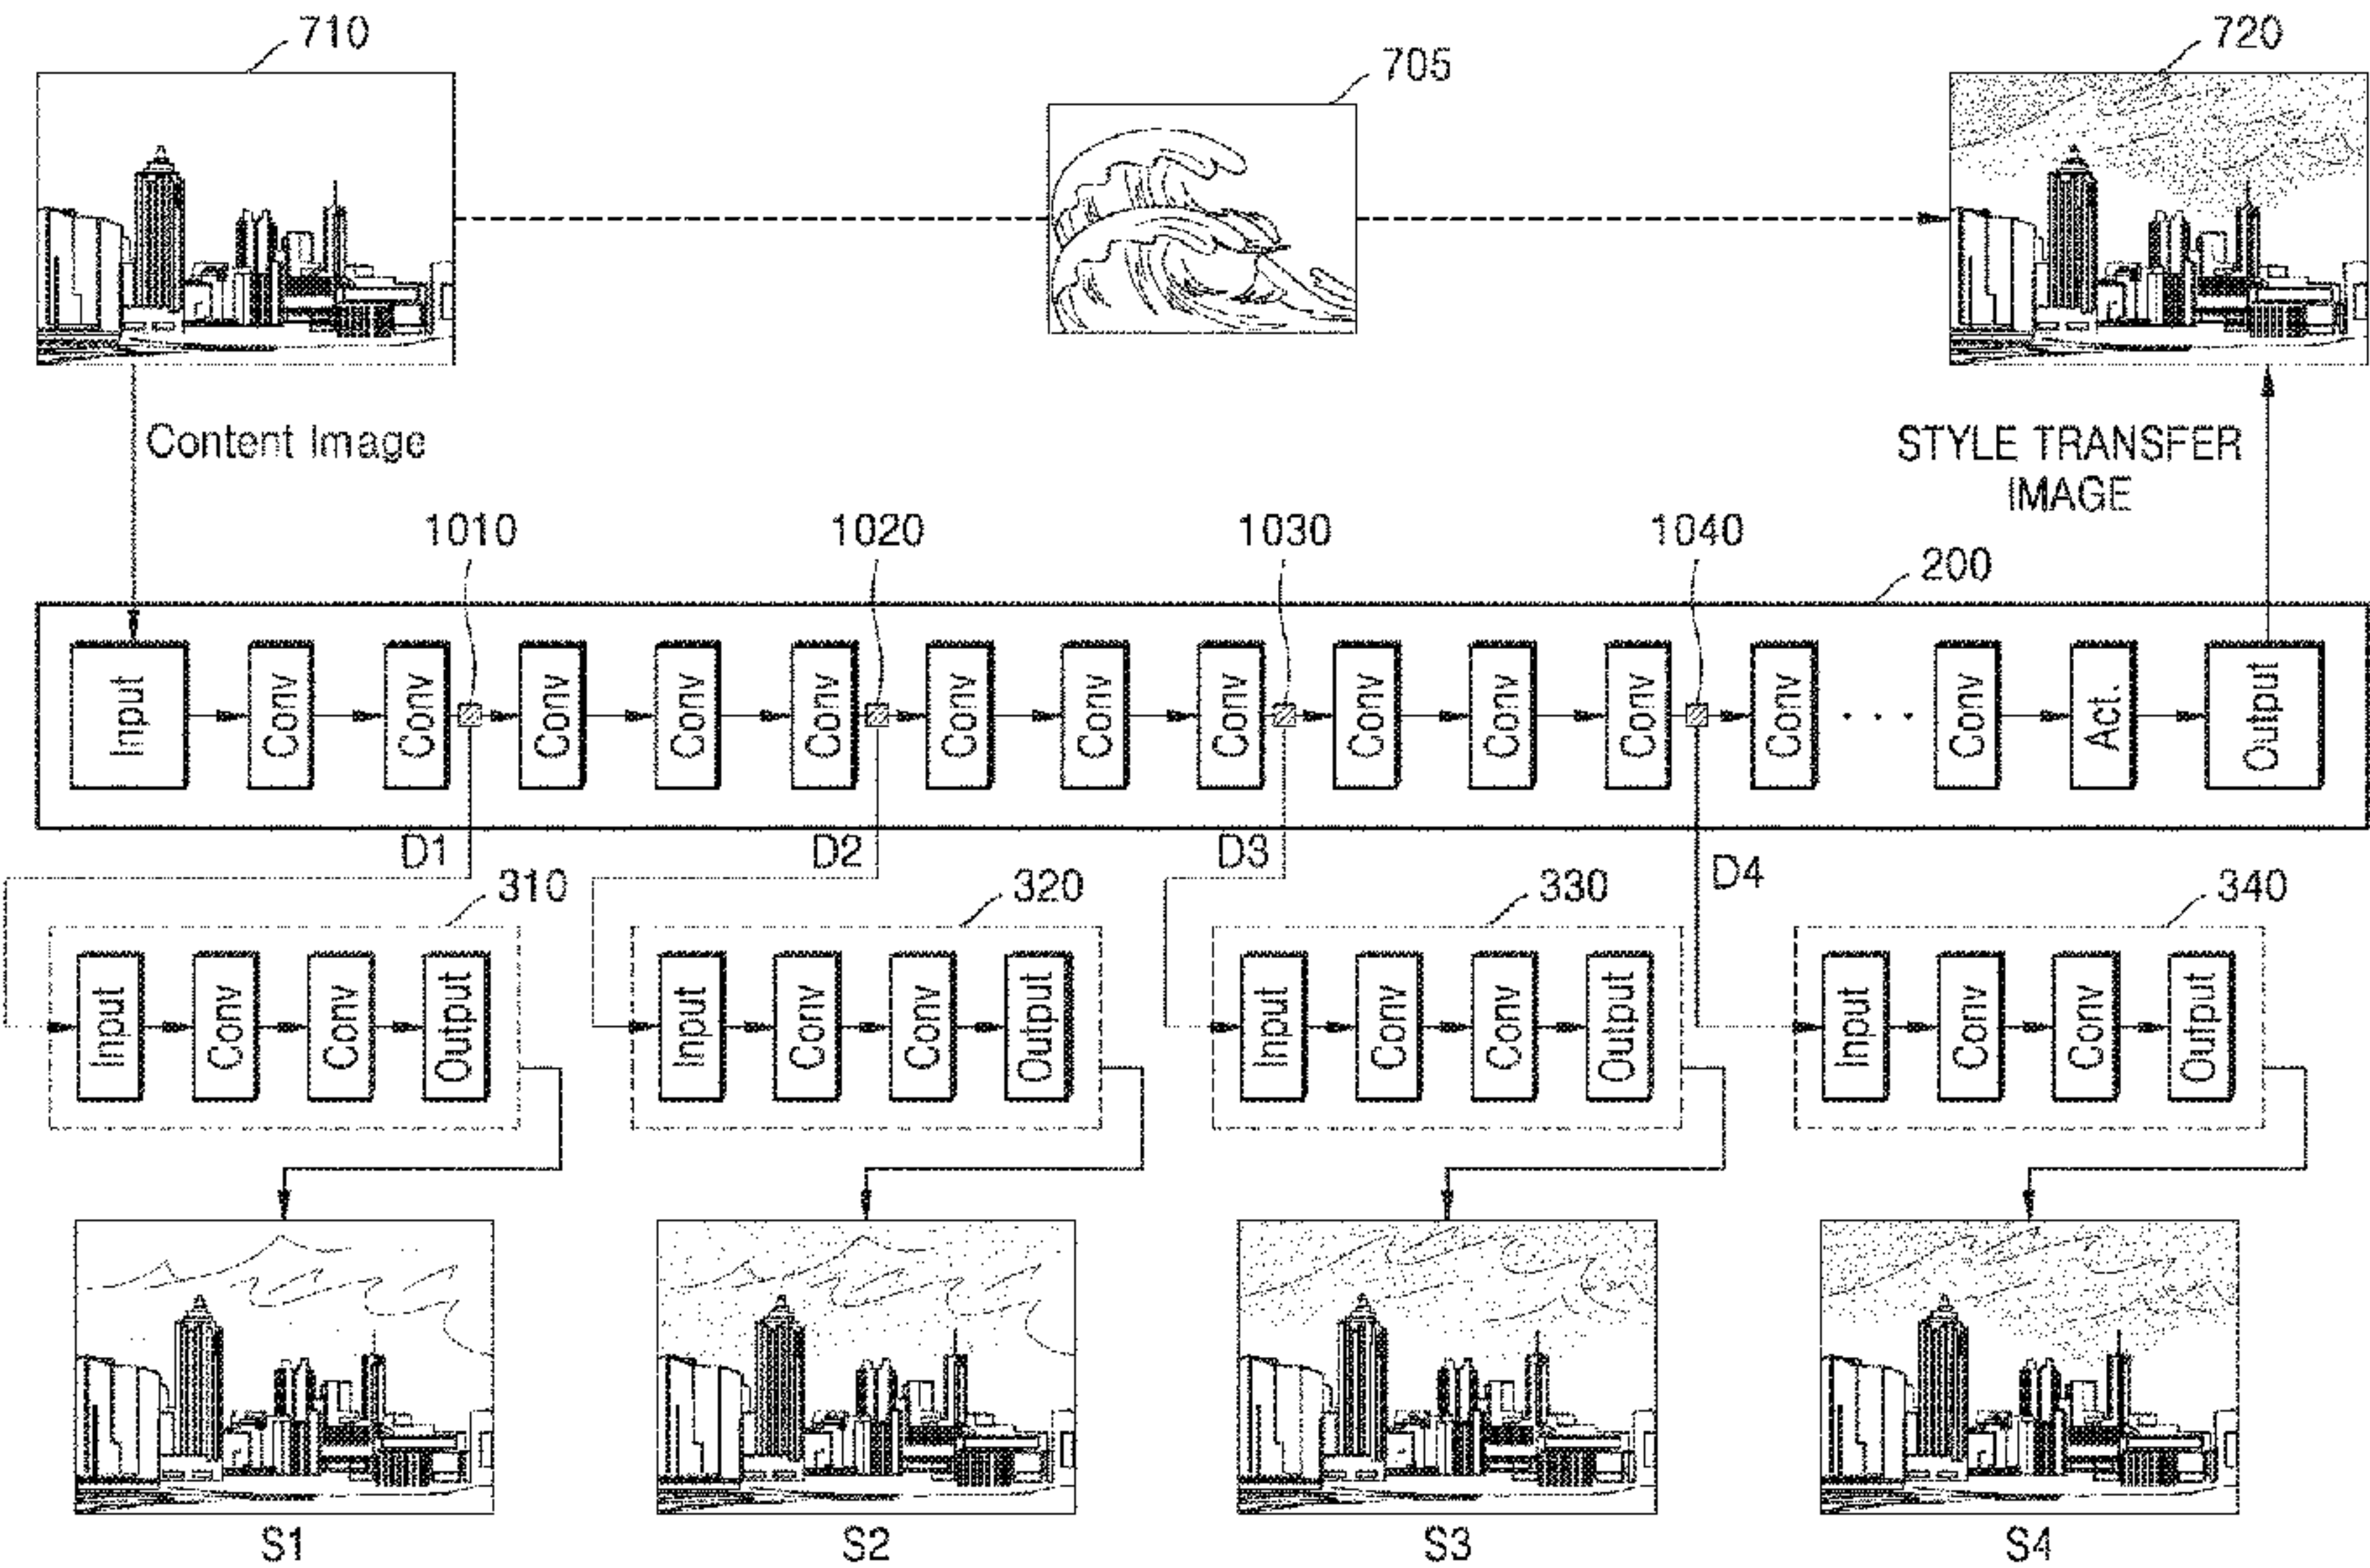 710
705
720
Content Image
STYLE TRANSFER
IMAGE
1010
1020
1030
1040
200
Input
Conv
Conv
Conv
Conv
Conv
Conv
Conv
Conv
Conv
Conv
Conv
Conv
. . .
Conv
Act.
Output
D1
D2
D3
D4
310
320
330
340
Input
Conv
Conv
Output
Input
Conv
Conv
Output
Input
Conv
Conv
Output
Input
Conv
Conv
Output
S1
S2
S3
S4